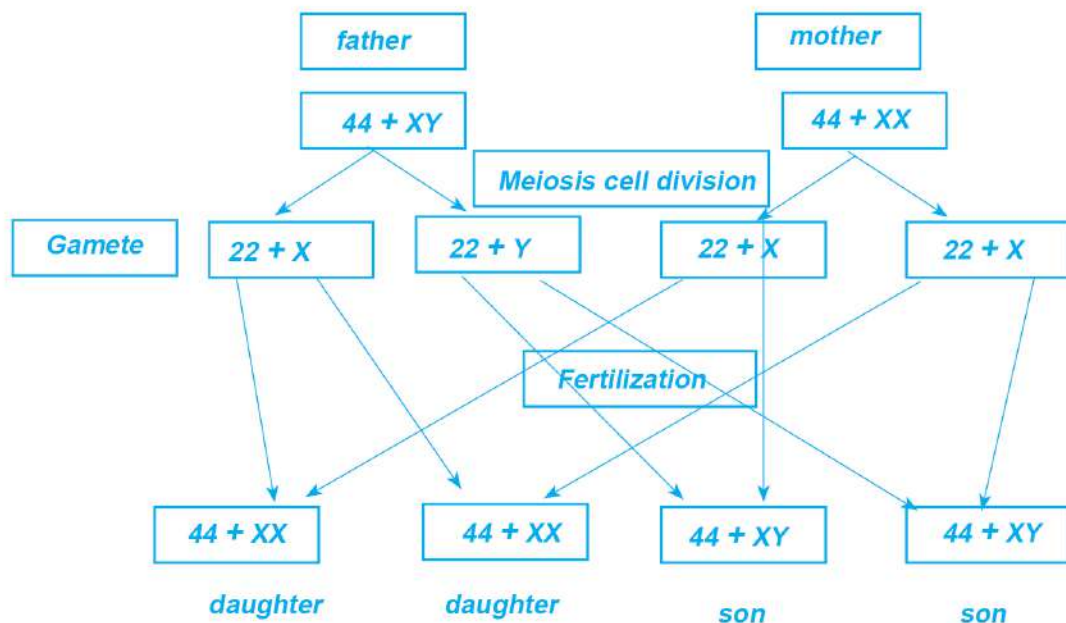 father
mother
44 + XY
44 + XX
Meiosis cell division
Gamete
22 + X
22 + Y
22 + X
22 + X
Fertilization
44 + XX
44 + XX
44 + XY
44 + XY
daughter
daughter
son
son